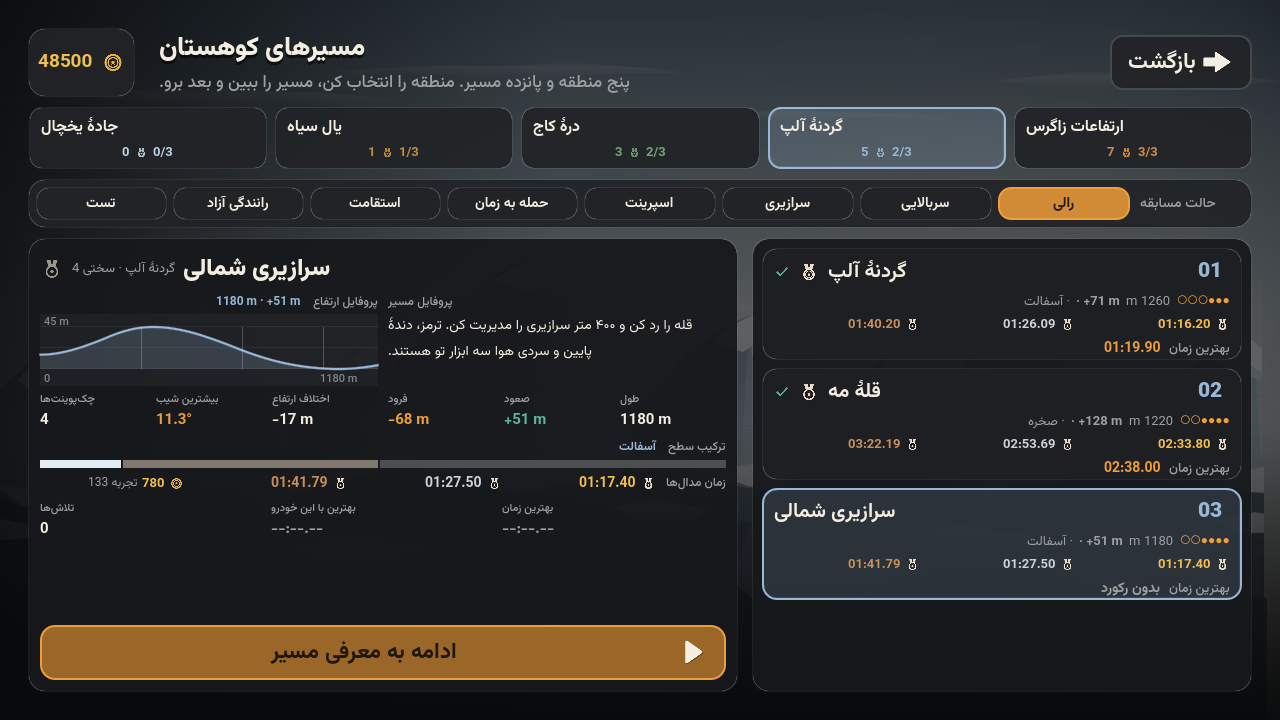 بازگشت
مسیرهای کوهستان
پنج منطقه و پانزده مسیر. منطقه را انتخاب کن، مسیر را ببین و بعد برو.
48500
ارتفاعات زاگرس
7 3/3
گردنهٔ آلپ
5 2/3
درهٔ کاج
3 2/3
یال سیاه
1 1/3
جادهٔ یخچال
0 0/3
حالت مسابقه
رالی
سربالایی
سرازیری
اسپرینت
حمله به زمان
استقامت
رانندگی آزاد
تست
01
گردنهٔ آلپ
1260 m · +71 m · آسفالت
01:16.20
01:26.09
01:40.20
بهترین زمان 01:19.90
02
قلهٔ مه
1220 m · +128 m · صخره
02:33.80
02:53.69
03:22.19
بهترین زمان 02:38.00
03
سرازیری شمالی
1180 m · +51 m · آسفالت
01:17.40
01:27.50
01:41.79
بهترین زمان بدون رکورد
سرازیری شمالی گردنهٔ آلپ · سختی 4
پروفایل مسیر
قله را رد کن و ۴۰۰ متر سرازیری را مدیریت کن. ترمز، دندهٔ
پایین و سردی هوا سه ابزار تو هستند.
پروفایل ارتفاع 1180 m · +51 m
45 m
0
1180 m
طول
1180 m
صعود
+51 m
فرود
-68 m
اختلاف ارتفاع
-17 m
بیشترین شیب
11.3°
چک‌پوینت‌ها
4
ترکیب سطح آسفالت
زمان مدال‌ها
01:17.40
01:27.50
01:41.79
780 تجربه 133
بهترین زمان
--:--.--
بهترین با این خودرو
--:--.--
تلاش‌ها
0
ادامه به معرفی مسیر